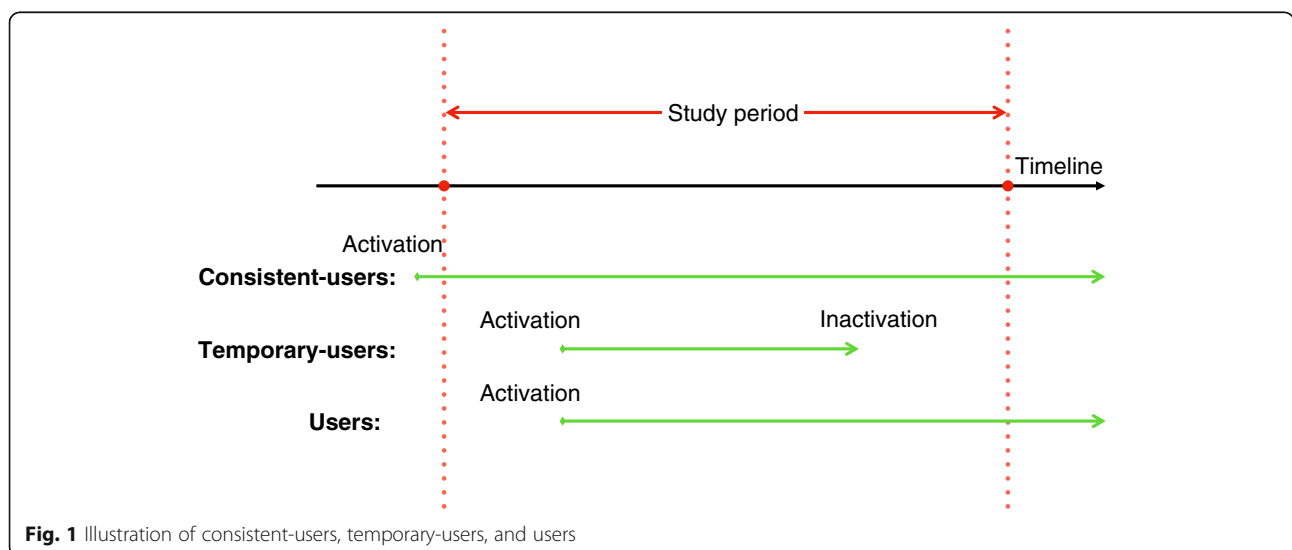 Study period
Timeline
Activation
Consistent-users:
Activation Inactivation
Temporary-users:
Activation
Users:
Fig. 1 Illustration of consistent-users, temporary-users, and users